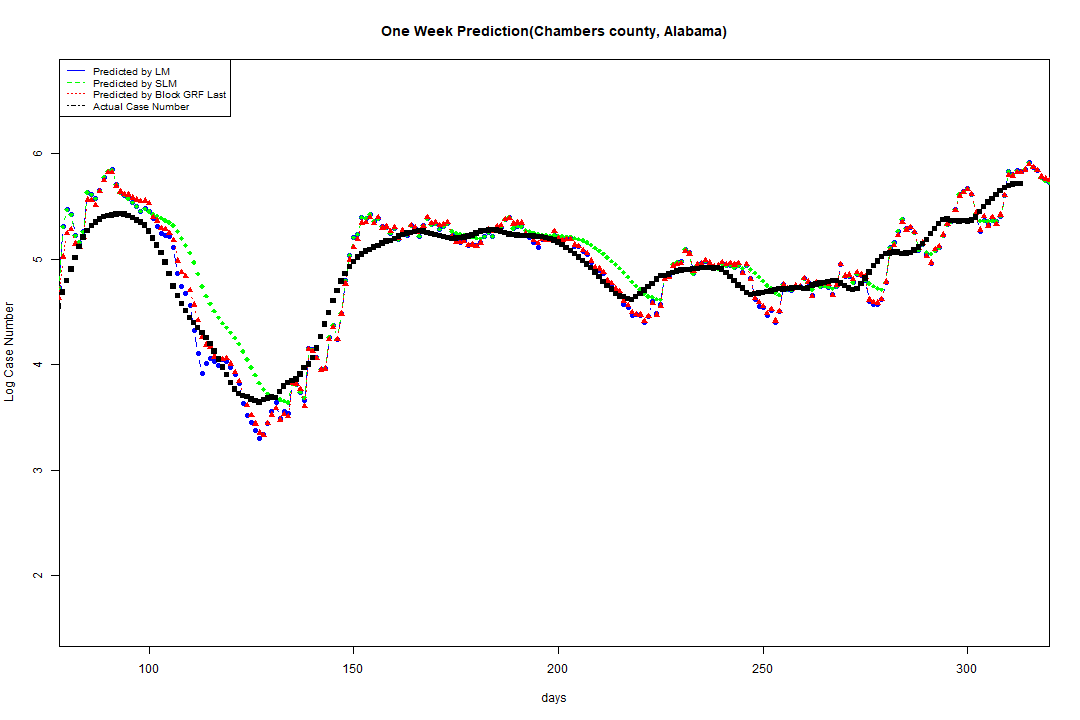 One Week Prediction(Chambers county, Alabama)
Predicted by LM
Predicted by SLM
Predicted by Block GRF Last
Actual Case Number
6
5
4
3
2
Log Case Number
100 150 200 250 300
days